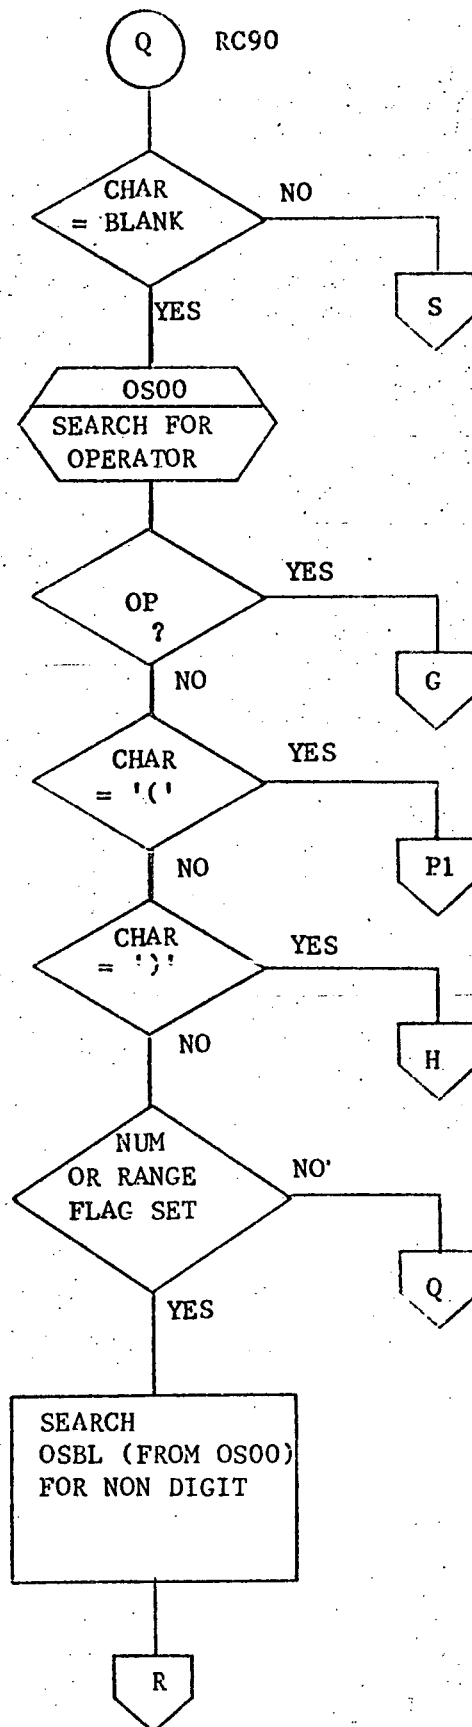 Q RC90
CHAR
= BLANK
NO
S
YES
OS00
SEARCH FOR
OPERATOR
OP
?
YES
G
NO
CHAR
= '('
YES
P1
NO
CHAR
= ')'
YES
H
NO
NUM
OR RANGE
FLAG SET
NO
Q
YES
SEARCH
OSBL (FROM OS00)
FOR NON DIGIT
R